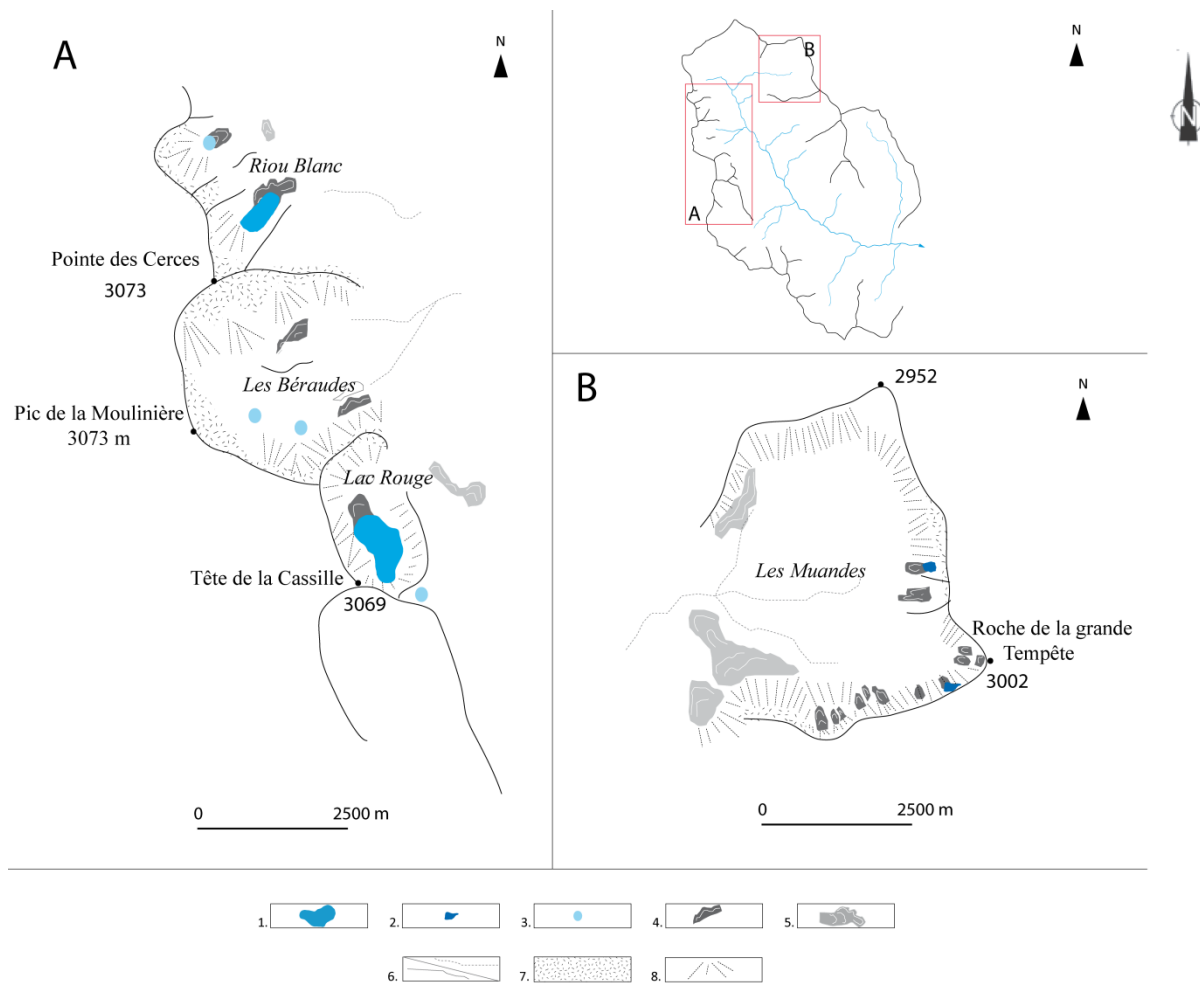 A
N
Riou Blanc
Pointe des Cerces
3073
Les Béraudes
Pic de la Moulinière
3073 m
Lac Rouge
Tête de la Cassille
3069
0 2500 m
N
B
A
N
B
2952
N
Les Muandes
Roche de la grande
Tempête
3002
0 2500 m
1. 2. 3. 4. 5.
6. 7. 8.